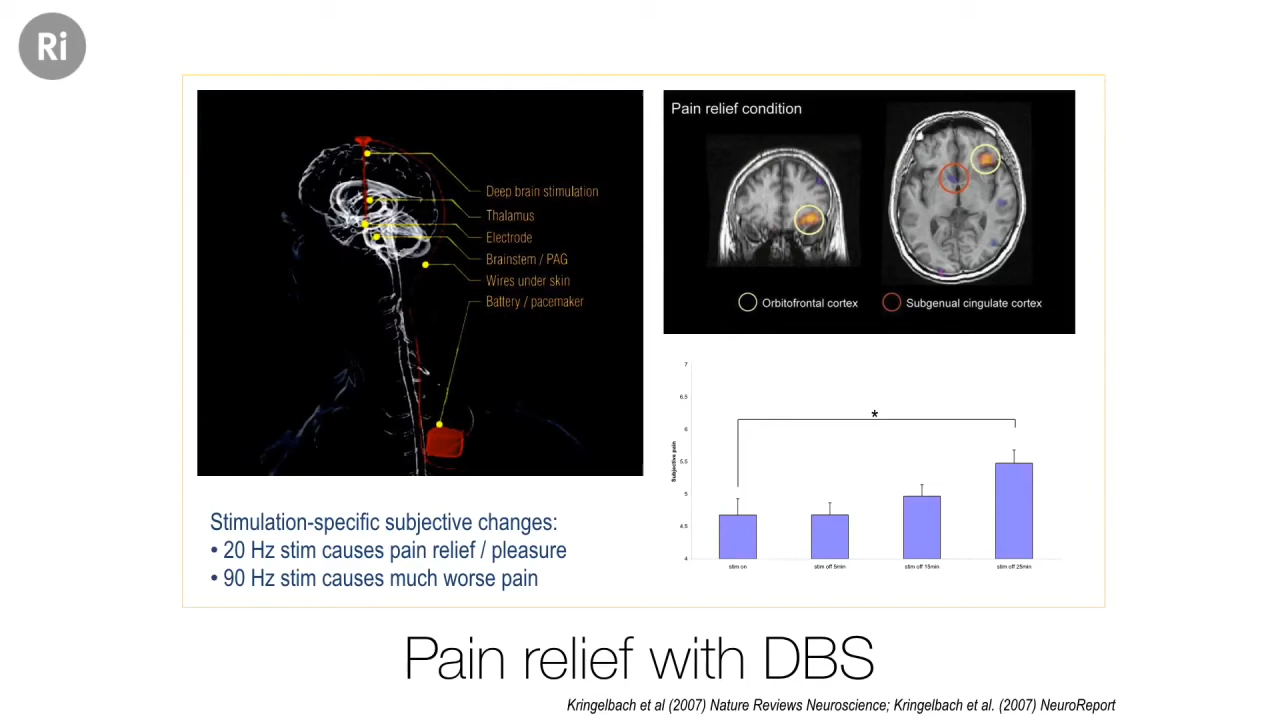 Ri
Deep brain stimulation
Thalamus
Electrode
Brainstem / PAG
Wires under skin
Battery / pacemaker
Pain relief condition
Orbitofrontal cortex
Subgenual cingulate cortex
Stimulation-specific subjective changes:
• 20 Hz stim causes pain relief / pleasure
• 90 Hz stim causes much worse pain
Subjective pain
7
6.5
6
5.5
5
4.5
4
*
stim on
stim off 5min
stim off 15min
stim off 25min
Pain relief with DBS
Kringelbach et al (2007) Nature Reviews Neuroscience; Kringelbach et al. (2007) NeuroReport